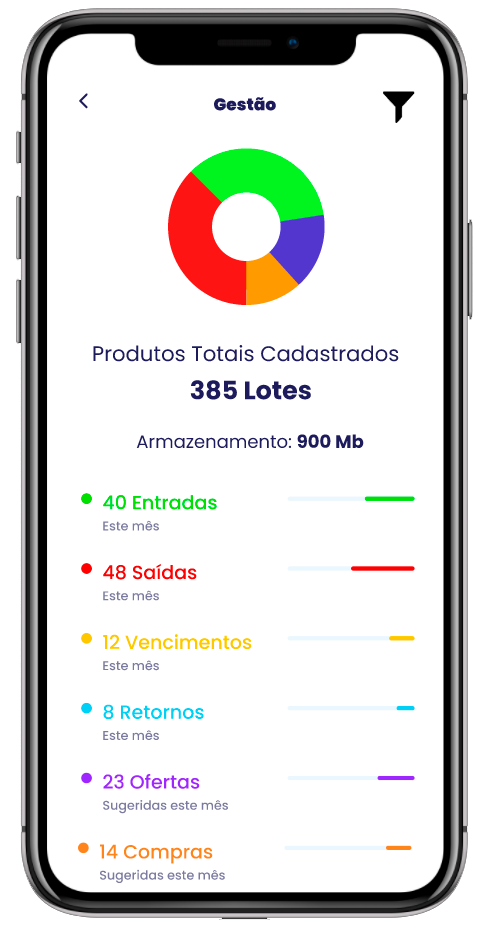 Gestão
Produtos Totais Cadastrados
385 Lotes
Armazenamento: 900 Mb
40 Entradas
Este mês
48 Saídas
Este mês
12 Vencimentos
Este mês
8 Retornos
Este mês
23 Ofertas
Sugeridas este mês
14 Compras
Sugeridas este mês